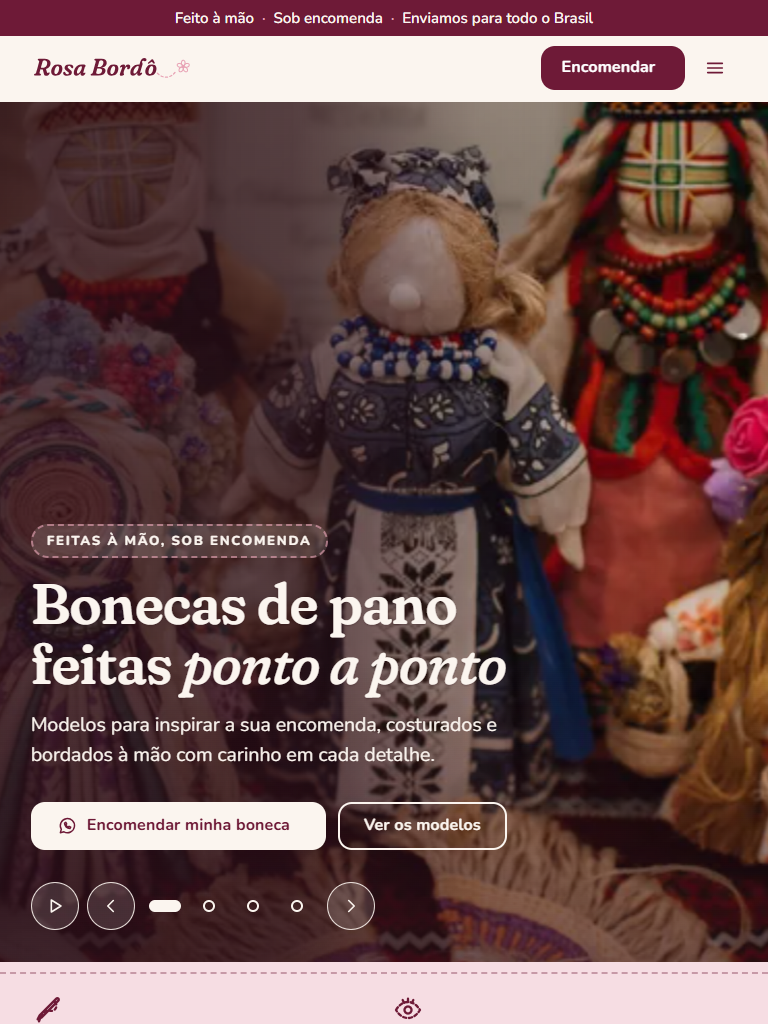 Feito à mão · Sob encomenda · Enviamos para todo o Brasil
Rosa Bordô
Encomendar
FEITAS À MÃO, SOB ENCOMENDA
Bonecas de pano
feitas ponto a ponto
Modelos para inspirar a sua encomenda, costurados e
bordados à mão com carinho em cada detalhe.
Encomendar minha boneca
Ver os modelos